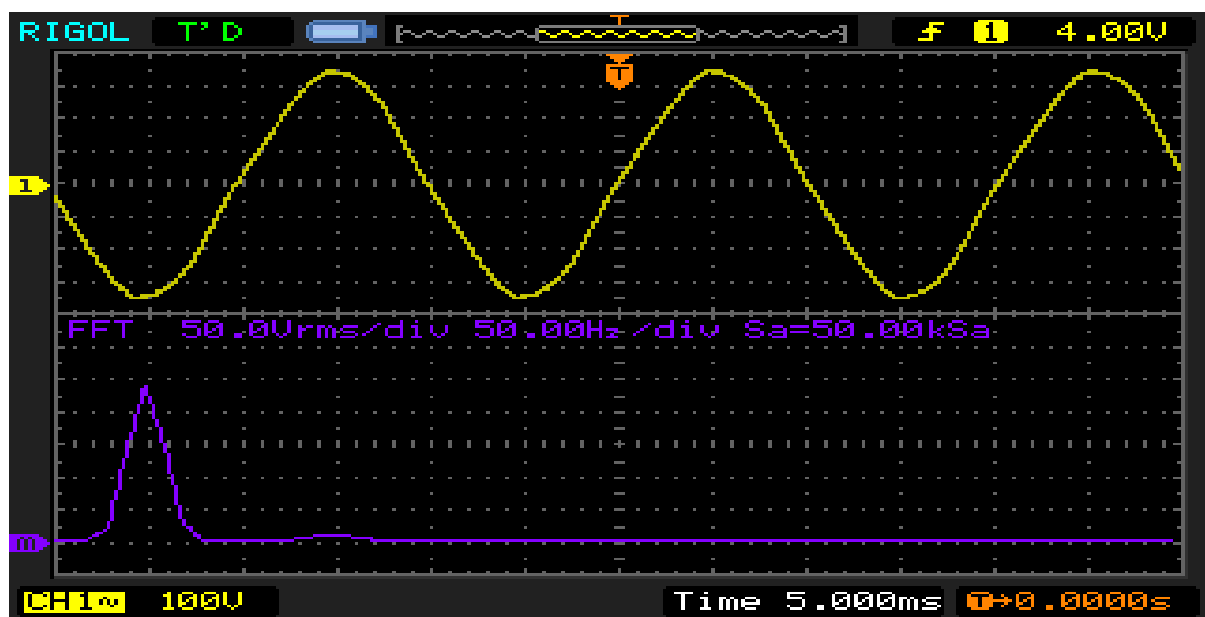 RIGOL T'D T 1 4.00V
T
1
FFT 50.0Vrms/div 50.00Hz/div Sa=50.00kSa
m
CH1~ 100V Time 5.000ms T→0.0000s